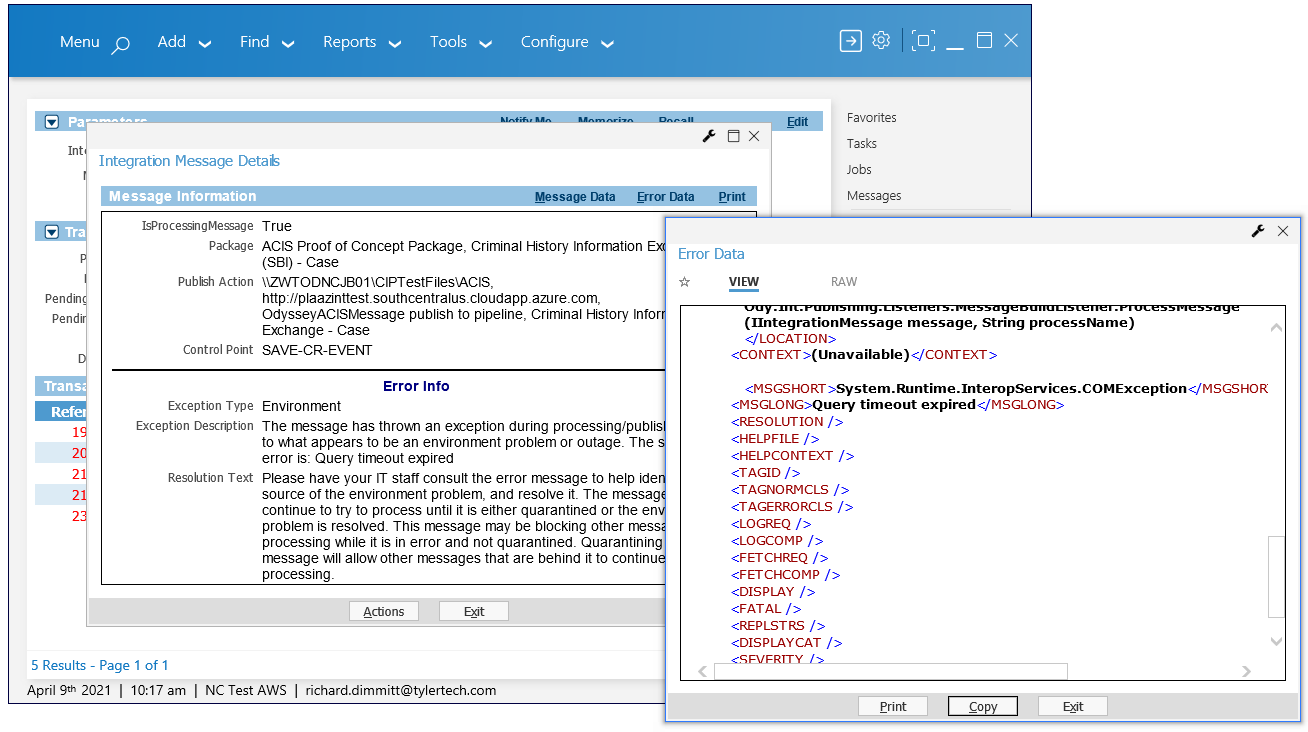 Menu Add Find Reports Tools Configure
Parameters Notify Me Memorize Recall Edit
Favorites
Tasks
Jobs
Messages
Integration Message Details
Message Information Message Data Error Data Print
IsProcessingMessage True
Package ACIS Proof of Concept Package, Criminal History Information
(SBI) - Case
Publish Action \\ZWTODNCJB01\CIPTestFiles\ACIS,
http://plaazinttest.southcentralus.cloudapp.azure.com,
OdysseyACISMessage publish to pipeline, Criminal History
Exchange - Case
Control Point SAVE-CR-EVENT
Error Info
Exception Type Environment
Exception Description The message has thrown an exception during
to what appears to be an environment problem or outage. The
error is: Query timeout expired
Resolution Text Please have your IT staff consult the error message to help
source of the environment problem, and resolve it. The message
continue to try to process until it is either quarantined or the
problem is resolved. This message may be blocking other
processing while it is in error and not quarantined. Quarantining
message will allow other messages that are behind it to continue
processing.
Actions Exit
Pending
D
19
20
21
21
23
5 Results - Page 1 of 1
April 9th 2021 | 10:17 am | NC Test AWS | richard.dimmitt@tylertech.com
Error Data
VIEW RAW
Ody.Int.Publishing.Listeners.MessageBuildListener.ProcessMessage
(IIntegrationMessage message, String processName)
</LOCATION>
<CONTEXT>(Unavailable)</CONTEXT>
<MSGSHORT>System.Runtime.InteropServices.COMException</MSGSHORT
<MSGLONG>Query timeout expired</MSGLONG>
<RESOLUTION />
<HELPFILE />
<HELPCONTEXT />
<TAGID />
<TAGNORMCLS />
<TAGERRORCLS />
<LOGREQ />
<LOGCOMP />
<FETCHREQ />
<FETCHCOMP />
<DISPLAY />
<FATAL />
<REPLSTRS />
<DISPLAYCAT />
<SEVERITY />
Print Copy Exit